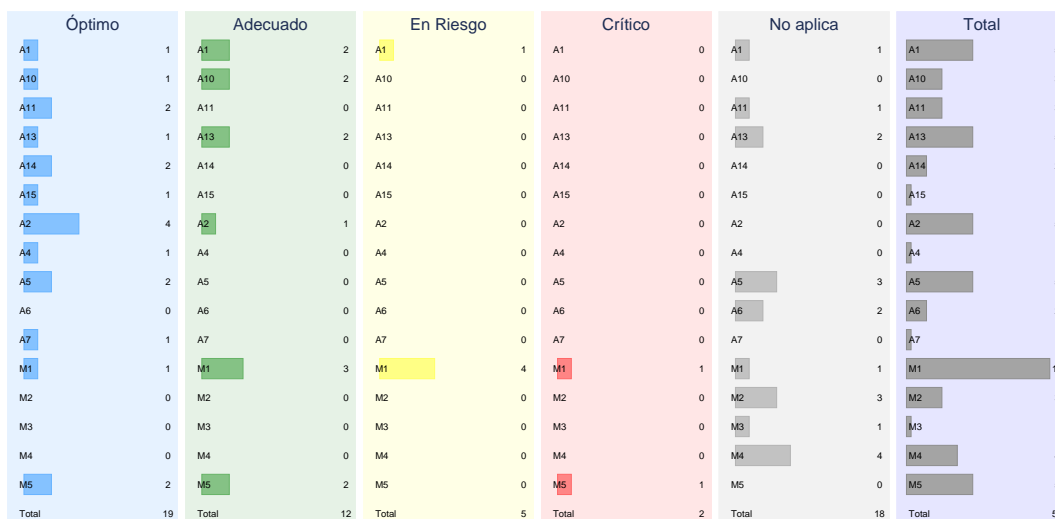 Óptimo Adecuado En Riesgo Crítico No aplica Total
A1 1 A1 2 A1 1 A1 0 A1 1 A1
A10 1 A10 2 A10 0 A10 0 A10 0 A10
A11 2 A11 0 A11 0 A11 0 A11 1 A11
A13 1 A13 2 A13 0 A13 0 A13 2 A13
A14 2 A14 0 A14 0 A14 0 A14 0 A14
A15 1 A15 0 A15 0 A15 0 A15 0 A15
A2 4 A2 1 A2 0 A2 0 A2 0 A2
A4 1 A4 0 A4 0 A4 0 A4 0 A4
A5 2 A5 0 A5 0 A5 0 A5 3 A5
A6 0 A6 0 A6 0 A6 0 A6 2 A6
A7 1 A7 0 A7 0 A7 0 A7 0 A7
M1 1 M1 3 M1 4 M1 1 M1 1 M1 1
M2 0 M2 0 M2 0 M2 0 M2 3 M2
M3 0 M3 0 M3 0 M3 0 M3 1 M3
M4 0 M4 0 M4 0 M4 0 M4 4 M4
M5 2 M5 2 M5 0 M5 1 M5 0 M5
Total 19 Total 12 Total 5 Total 2 Total 18 Total 5